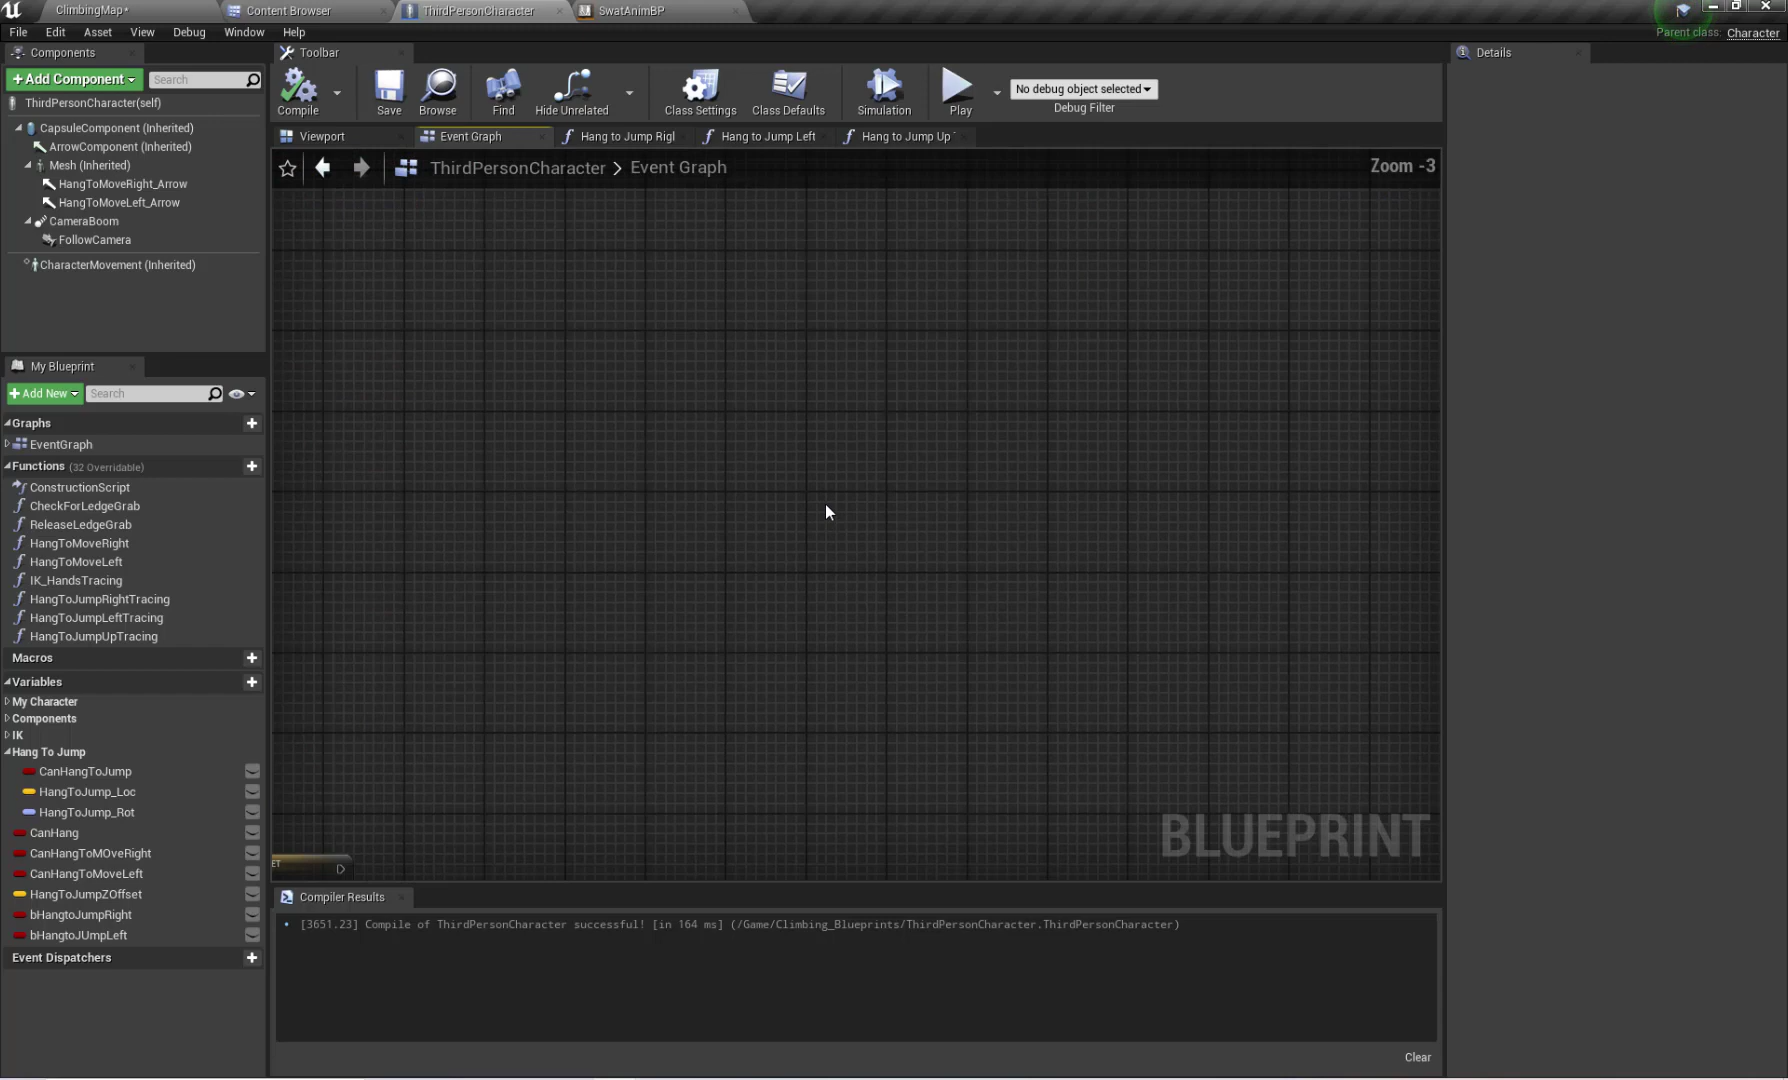 ClimbingMap*
Content Browser
ThirdPersonCharacter
SwatAnimBP
File Edit Asset View Debug Window Help
Parent class: Character
Components
Toolbar
Details
+Add Component
Search
Compile
Save
Browse
Find
Hide Unrelated
Class Settings
Class Defaults
Simulation
Play
No debug object selected
Debug Filter
ThirdPersonCharacter(self)
CapsuleComponent (Inherited)
ArrowComponent (Inherited)
Mesh (Inherited)
HangToMoveRight_Arrow
HangToMoveLeft_Arrow
CameraBoom
FollowCamera
CharacterMovement (Inherited)
Viewport
Event Graph
Hang to Jump Rigl
Hang to Jump Left
Hang to Jump Up
ThirdPersonCharacter > Event Graph
Zoom -3
My Blueprint
+Add New
Search
Graphs
EventGraph
Functions (32 Overridable)
ConstructionScript
CheckForLedgeGrab
ReleaseLedgeGrab
HangToMoveRight
HangToMoveLeft
IK_HandsTracing
HangToJumpRightTracing
HangToJumpLeftTracing
HangToJumpUpTracing
Macros
Variables
My Character
Components
IK
Hang To Jump
CanHangToJump
HangToJump_Loc
HangToJump_Rot
CanHang
CanHangToMOveRight
CanHangToMoveLeft
HangToJumpZOffset
bHangtoJumpRight
bHangtoJUmpLeft
Event Dispatchers
ET
BLUEPRINT
Compiler Results
[3651.23] Compile of ThirdPersonCharacter successful! [in 164 ms] (/Game/Climbing_Blueprints/ThirdPersonCharacter.ThirdPersonCharacter)
Clear